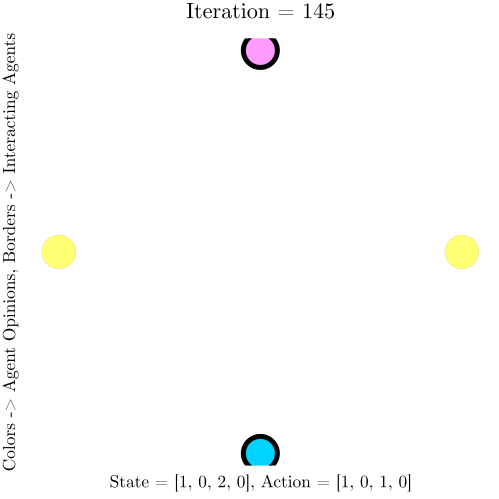 Iteration = 145
Colors -> Agent Opinions, Borders -> Interacting Agents
State = [1, 0, 2, 0], Action = [1, 0, 1, 0]